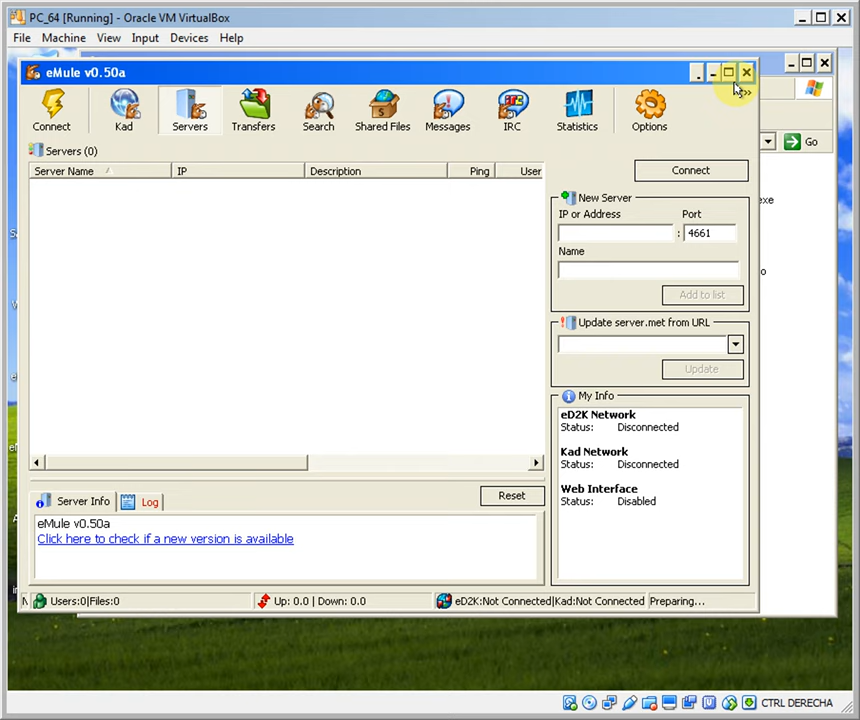 PC_64 [Running] - Oracle VM VirtualBox
File Machine View Input Devices Help
eMule v0.50a
Connect Kad Servers Transfers Search Shared Files Messages IRC Statistics Options
Go
Servers (0)
Server Name IP Description Ping User
Connect
New Server
IP or Address Port
: 4661
Name
Add to list
Update server.met from URL
Update
My Info
eD2K Network
Status: Disconnected
Kad Network
Status: Disconnected
Web Interface
Status: Disabled
Server Info Log Reset
eMule v0.50a
Click here to check if a new version is available
Users:0|Files:0 Up: 0.0 | Down: 0.0 eD2K:Not Connected|Kad:Not Connected Preparing...
CTRL DERECHA